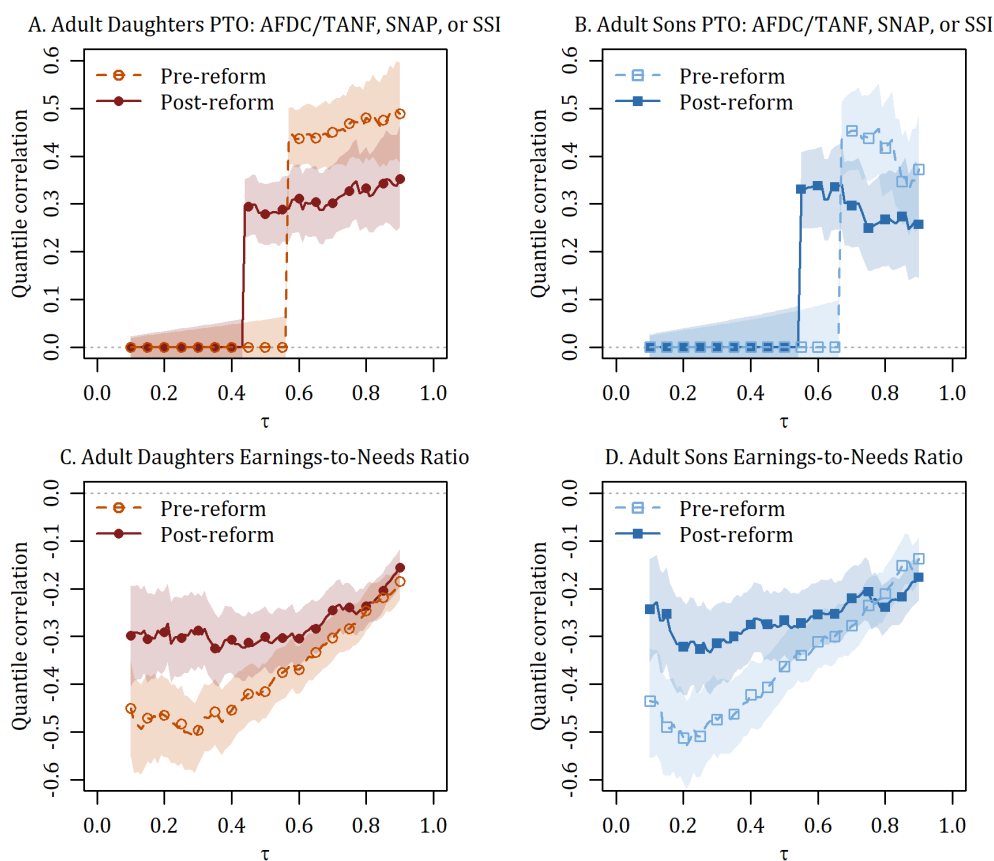 A. Adult Daughters PTO: AFDC/TANF, SNAP, or SSI
Quantile correlation
0.0 0.1 0.2 0.3 0.4 0.5 0.6
Pre-reform
Post-reform
0.0 0.2 0.4 0.6 0.8 1.0
τ
B. Adult Sons PTO: AFDC/TANF, SNAP, or SSI
Quantile correlation
0.0 0.1 0.2 0.3 0.4 0.5 0.6
Pre-reform
Post-reform
0.0 0.2 0.4 0.6 0.8 1.0
τ
C. Adult Daughters Earnings-to-Needs Ratio
Quantile correlation
-0.6 -0.5 -0.4 -0.3 -0.2 -0.1 0.0
Pre-reform
Post-reform
0.0 0.2 0.4 0.6 0.8 1.0
τ
D. Adult Sons Earnings-to-Needs Ratio
Quantile correlation
-0.6 -0.5 -0.4 -0.3 -0.2 -0.1 0.0
Pre-reform
Post-reform
0.0 0.2 0.4 0.6 0.8 1.0
τ